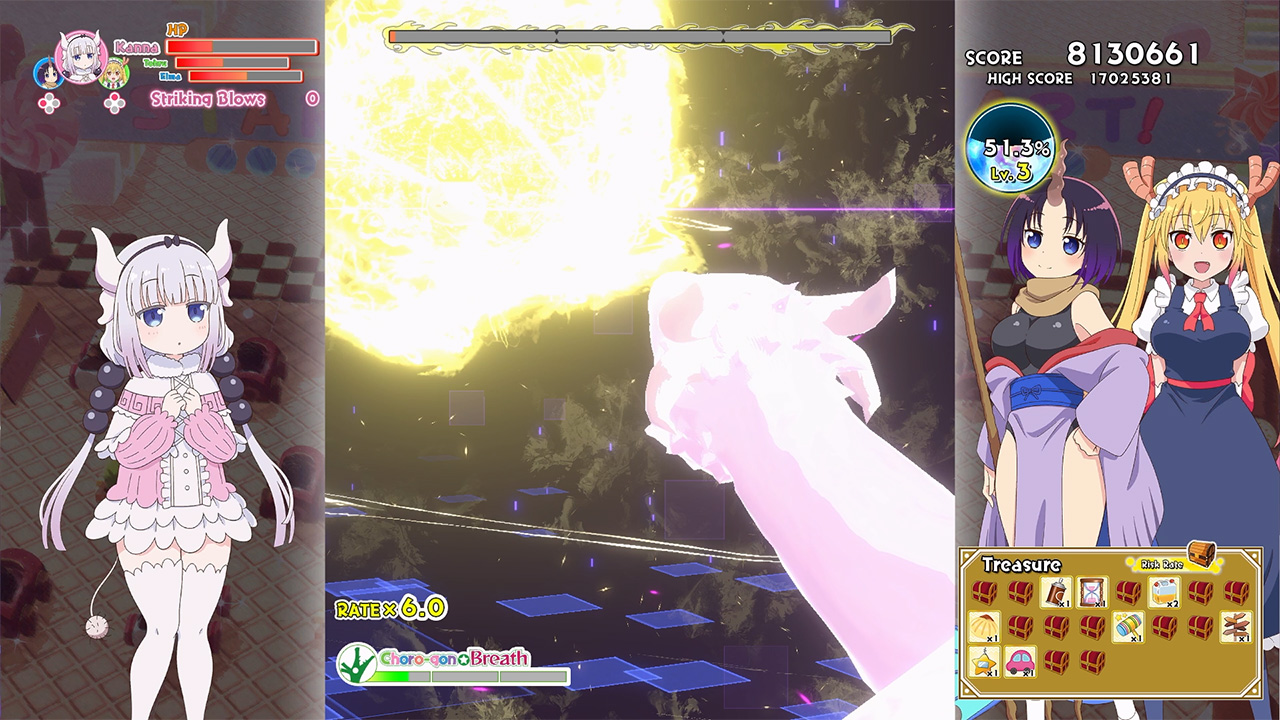 HP
Kanna
Tohru
Elma
Striking Blows 0
SCORE 8130661
HIGH SCORE 17025381
51.3%
Lv. 3
RATE× 6.0
Choro-gon Breath
Treasure
Risk Rate
×1 ×1 ×2
×1 ×1 ×1
×1 ×1